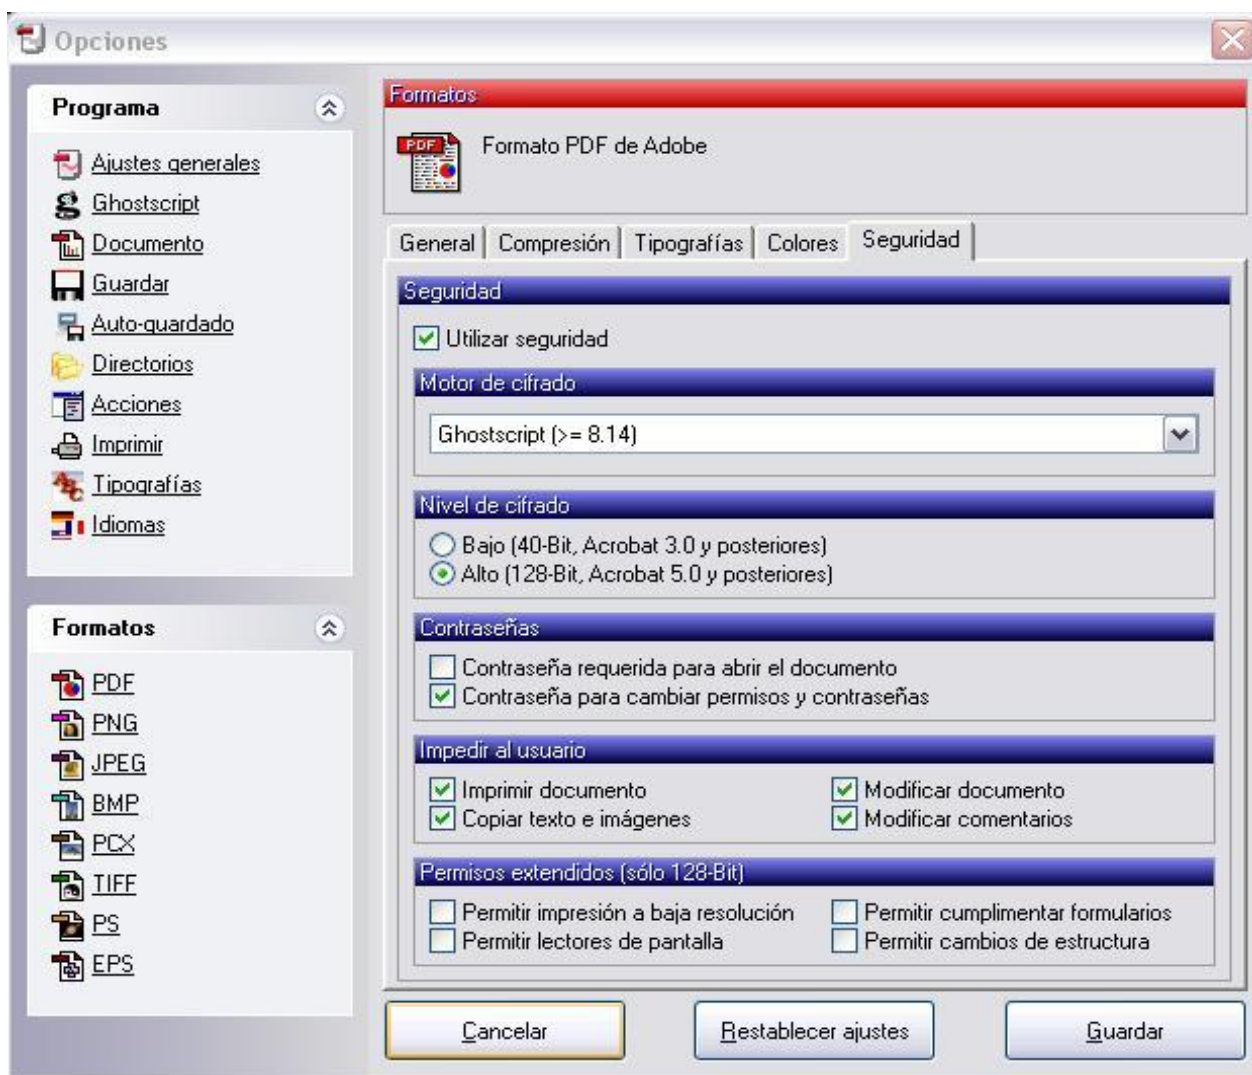 Opciones
Programa
Ajustes generales
Ghostscript
Documento
Guardar
Auto-guardado
Directorios
Acciones
Imprimir
Tipografías
Idiomas
Formatos
PDF
PNG
JPEG
BMP
PCX
TIFF
PS
EPS
Formatos
PDF
Formato PDF de Adobe
General Compresión Tipografías Colores Seguridad
Seguridad
Utilizar seguridad
Motor de cifrado
Ghostscript (>= 8.14)
Nivel de cifrado
Bajo (40-Bit, Acrobat 3.0 y posteriores)
Alto (128-Bit, Acrobat 5.0 y posteriores)
Contraseñas
Contraseña requerida para abrir el documento
Contraseña para cambiar permisos y contraseñas
Impedir al usuario
Imprimir documento Modificar documento
Copiar texto e imágenes Modificar comentarios
Permisos extendidos (sólo 128-Bit)
Permitir impresión a baja resolución Permitir cumplimentar formularios
Permitir lectores de pantalla Permitir cambios de estructura
Cancelar Restablecer ajustes Guardar